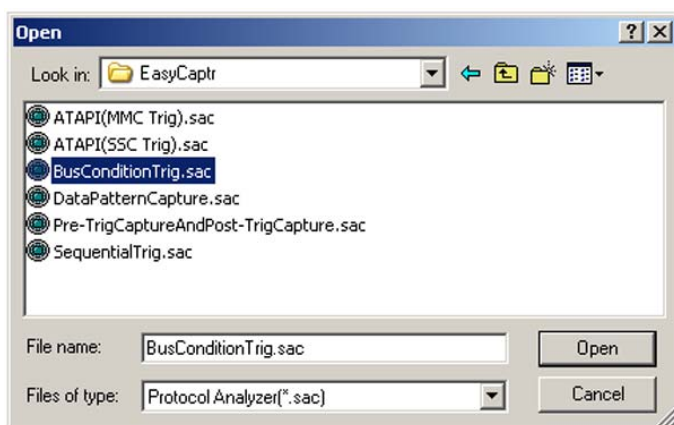 Open
Look in: EasyCaptr
ATAPI(MMC Trig).sac
ATAPI(SSC Trig).sac
BusConditionTrig.sac
DataPatternCapture.sac
Pre-TrigCaptureAndPost-TrigCapture.sac
SequentialTrig.sac
File name: BusConditionTrig.sac Open
Files of type: Protocol Analyzer(*.sac) Cancel